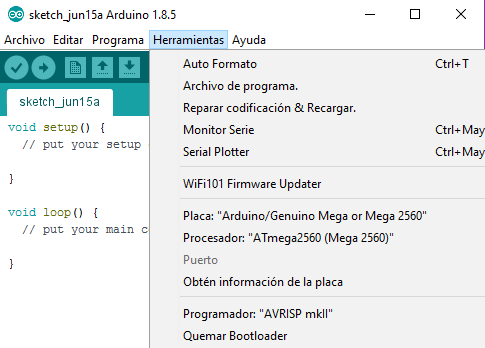 sketch_jun15a Arduino 1.8.5
Archivo Editar Programa Herramientas Ayuda
sketch_jun15a
void setup() {
// put your setup
}
void loop() {
// put your main co
}
Auto Formato Ctrl+T
Archivo de programa.
Reparar codificación & Recargar.
Monitor Serie Ctrl+May
Serial Plotter Ctrl+May
WiFi101 Firmware Updater
Placa: "Arduino/Genuino Mega or Mega 2560"
Procesador: "ATmega2560 (Mega 2560)"
Puerto
Obtén información de la placa
Programador: "AVRISP mkII"
Quemar Bootloader